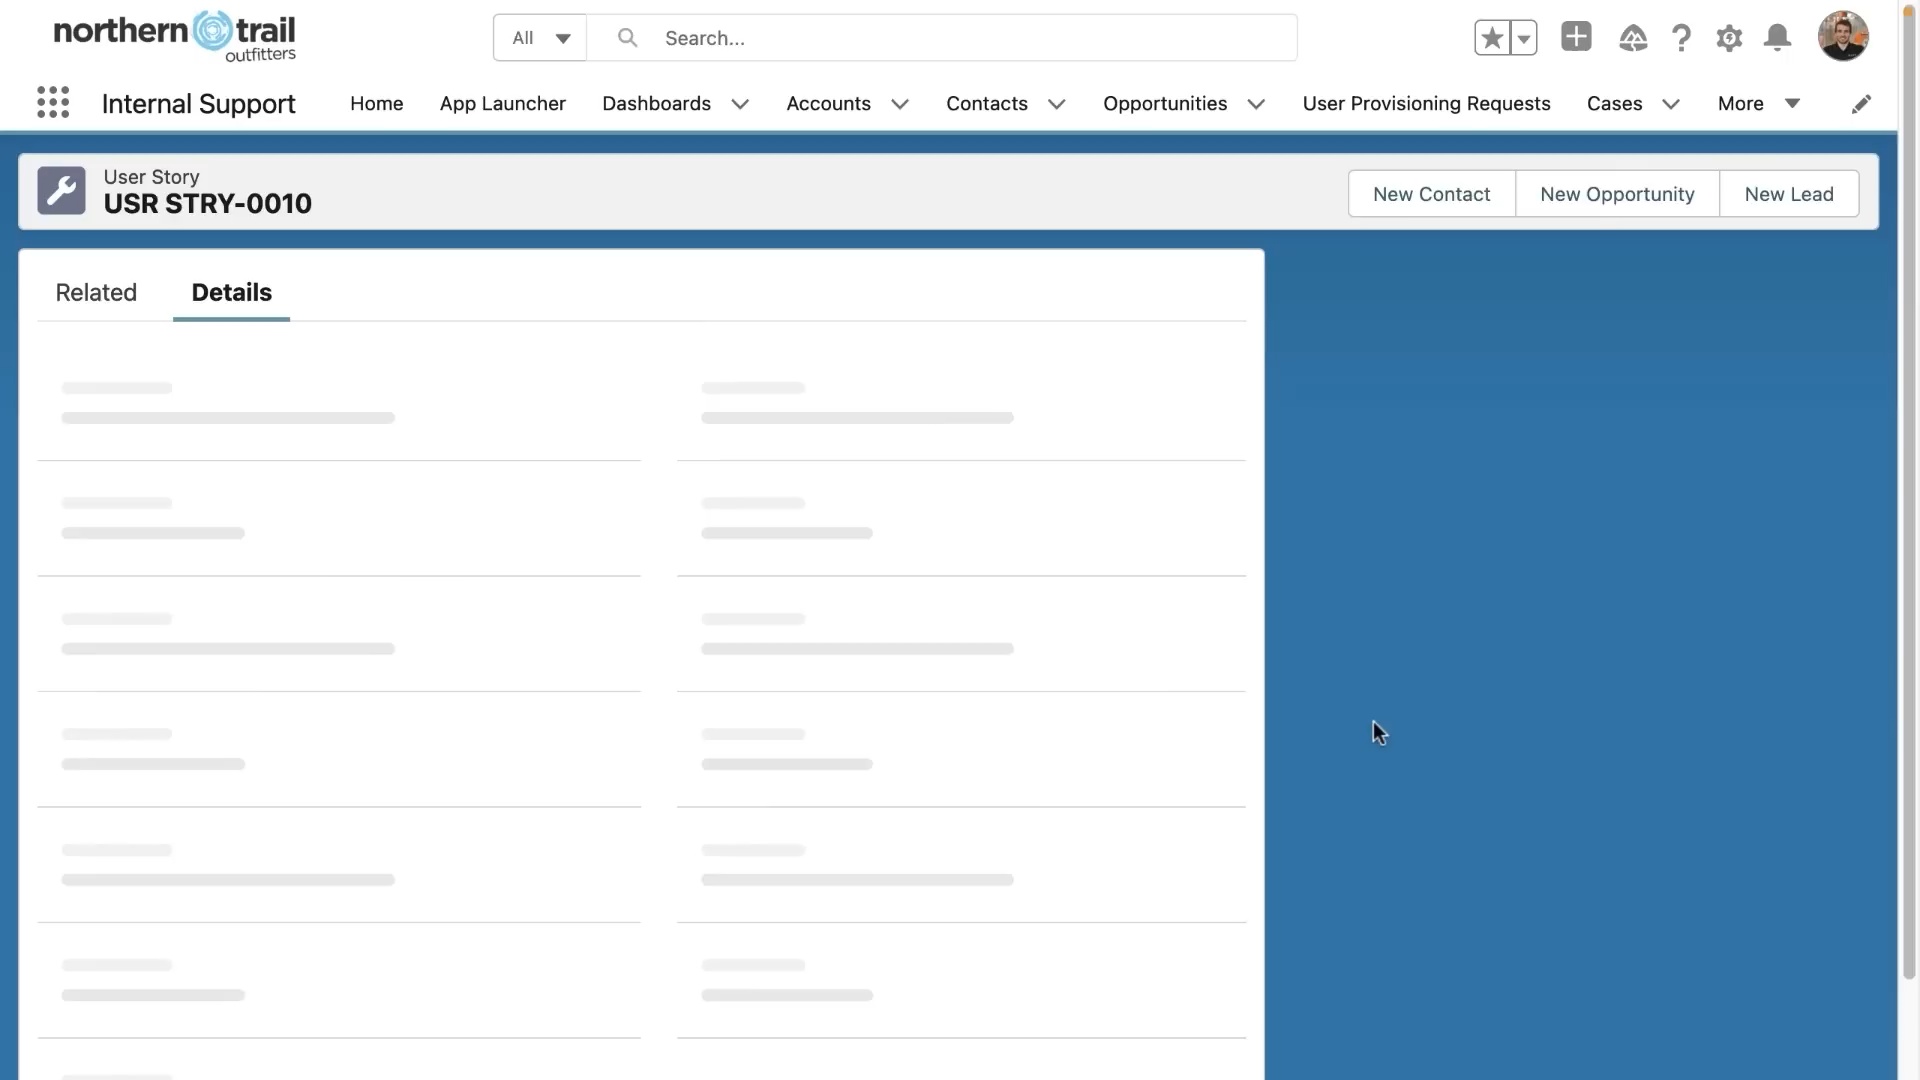 northern trail
outfitters
All
Search...
Internal Support
Home
App Launcher
Dashboards
Accounts
Contacts
Opportunities
User Provisioning Requests
Cases
More
User Story
USR STRY-0010
New Contact
New Opportunity
New Lead
Related
Details